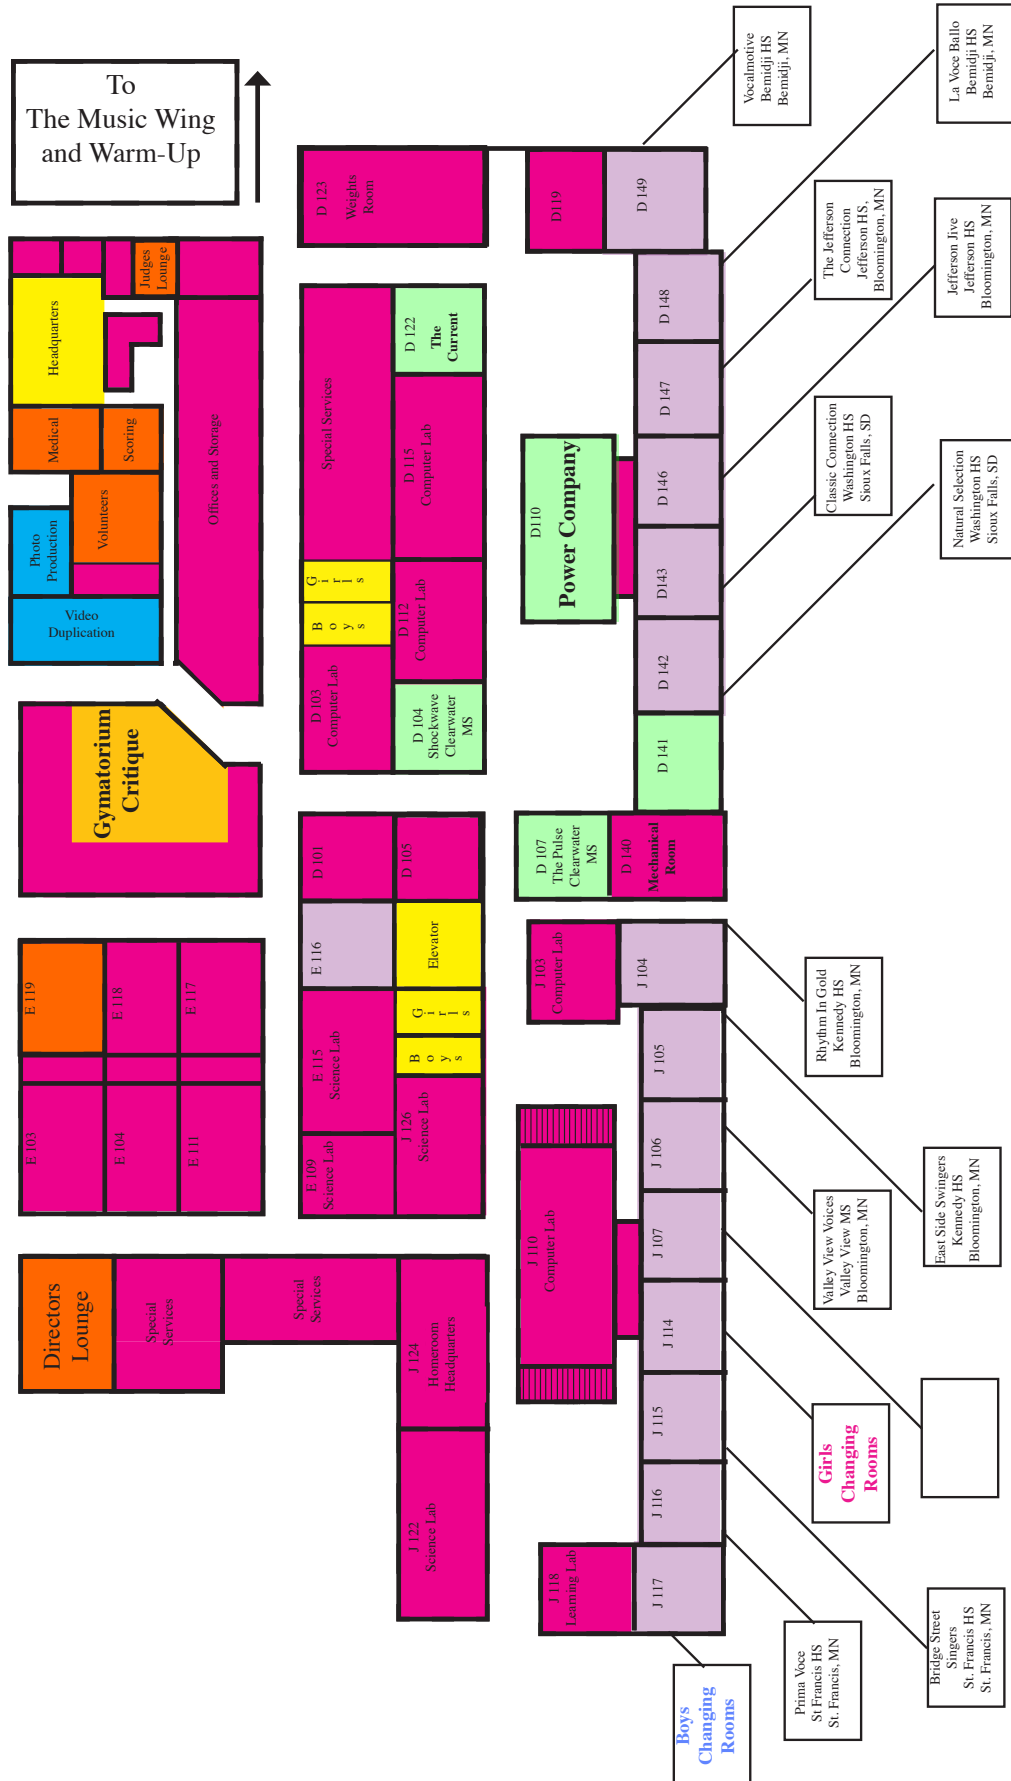 To
The Music Wing
and Warm-Up
Judges
Lounge
Headquarters
Medical
Scoring
Volunteers
Photo
Production
Video
Duplication
Offices and Storage
Gymatorium
Critique
E 119
E 118
E 117
E 103
E 104
E 111
Directors
Lounge
Special
Services
Special
Services
J 124
Homeroom
Headquarters
J 122
Science Lab
D 123
Weights
Room
Special Services
D 122
The
Current
D 115
Computer Lab
Girls
Boys
D 112
Computer Lab
D 103
Computer Lab
D 104
Shockwave
Clearwater
MS
D 101
D 105
E 116
Elevator
Girls
Boys
E 115
Science Lab
J 126
Science Lab
E 109
Science Lab
D119
D 149
D 148
D 147
D 146
D143
D 142
D 141
D110
Power Company
D 107
The Pulse
Clearwater
MS
D 140
Mechanical
Room
J 103
Computer Lab
J 104
J 105
J 106
J 107
J114
J 115
J 116
J 117
J 110
Computer Lab
J 118
Learning Lab
Vocalmotive
Bemidji HS
Bemidji, MN
La Voce Ballo
Bemidji HS
Bemidji, MN
The Jefferson
Connection
Jefferson HS,
Bloomington, MN
Jefferson Jive
Jefferson HS
Bloomington, MN
Classic Connection
Washington HS
Sioux Falls, SD
Natural Selection
Washington HS
Sioux Falls, SD
Rhythm In Gold
Kennedy HS
Bloomington, MN
East Side Swingers
Kennedy HS
Bloomington, MN
Valley View Voices
Valley View MS
Bloomington, MN
Girls
Changing
Rooms
Bridge Street
Singers
St. Francis HS
St. Francis, MN
Prima Voce
St Francis HS
St. Francis, MN
Boys
Changing
Rooms